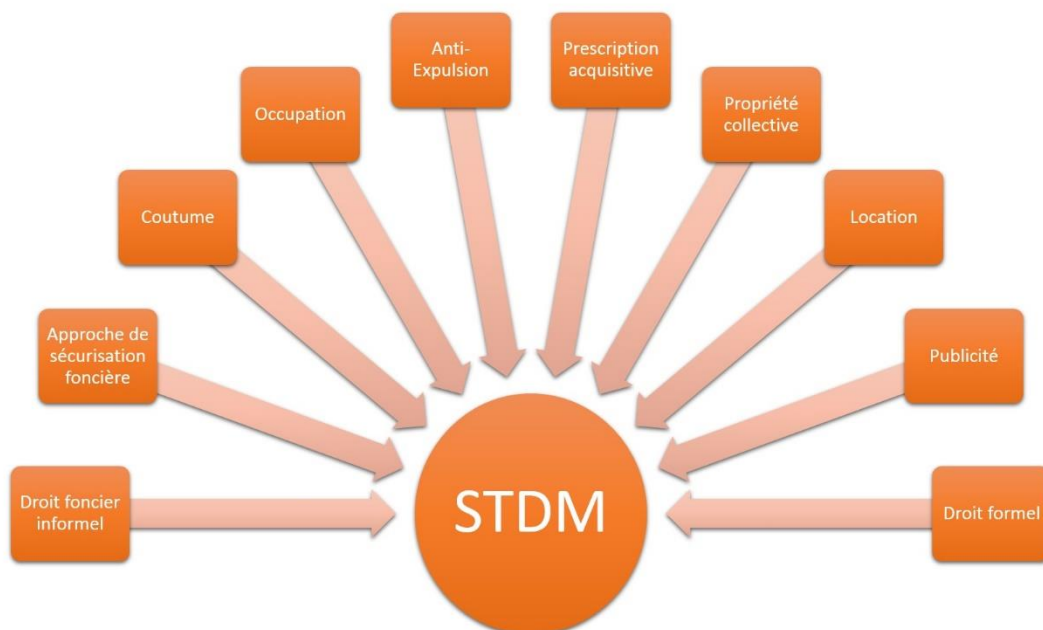 Anti-
Expulsion
Prescription
acquisitive
Occupation
Propriété
collective
Coutume
Location
Approche de
sécurisation
foncière
Publicité
Droit foncier
informel
STDM
Droit formel